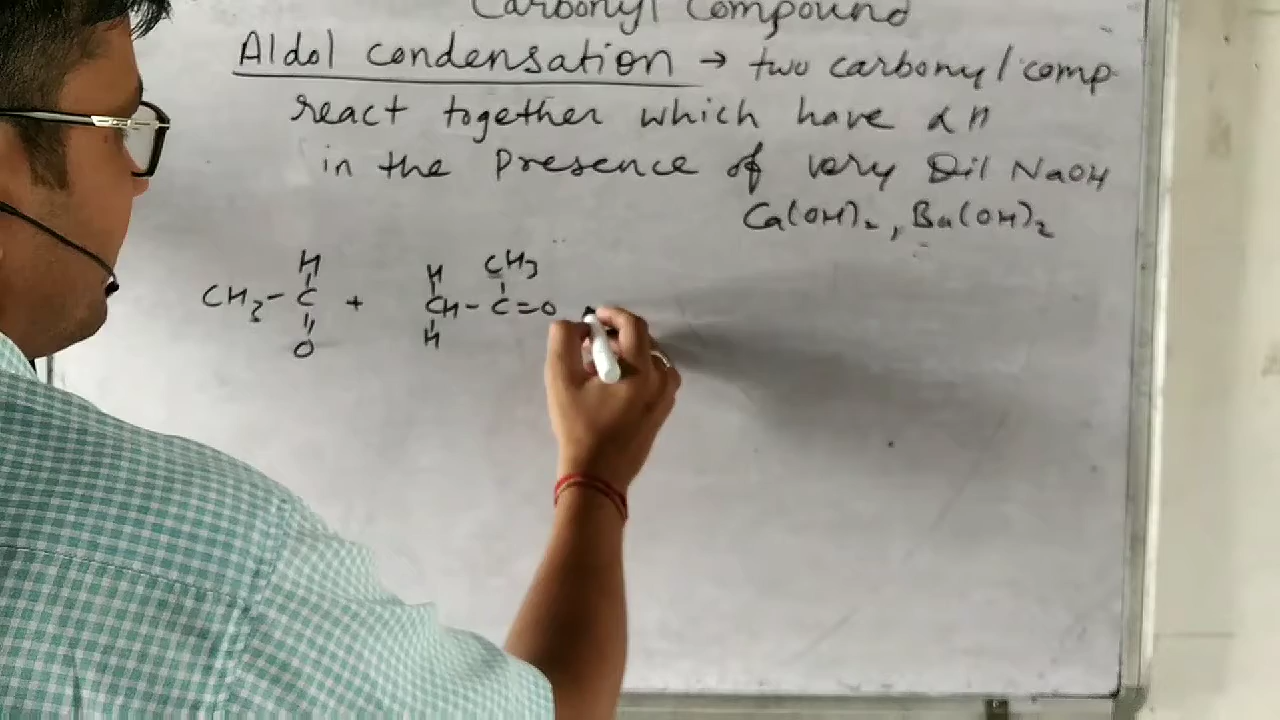 Carbonyl Compound
Aldol condensation → two carbonyl comp
react together which have α H
in the Presence of very Dil NaOH
Ca(OH)₂, Ba(OH)₂
H CH₃
H
CH₃ - C + CH - C = O
O H